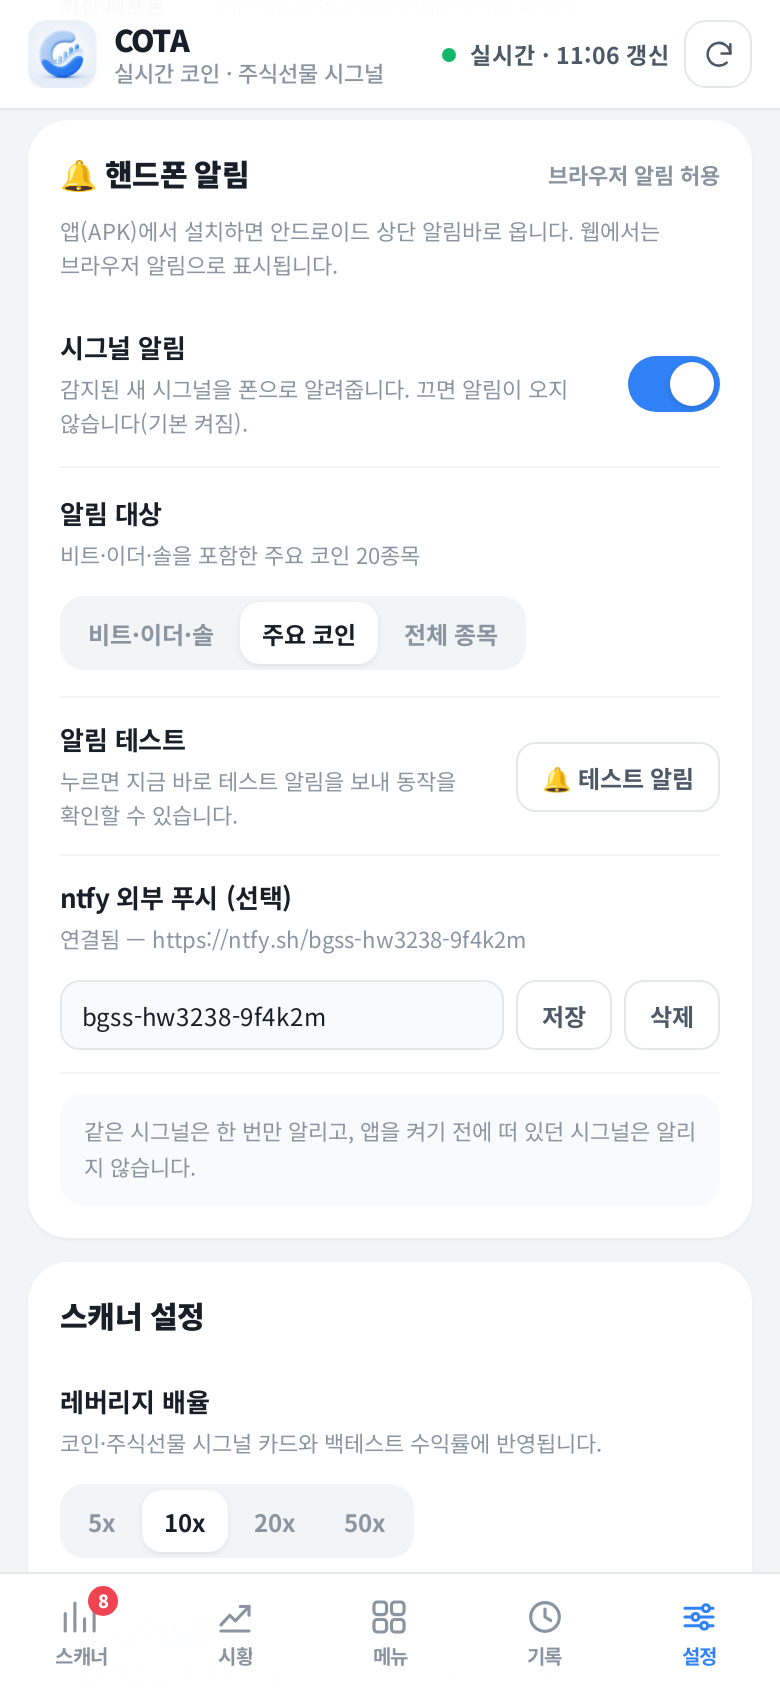 COTA
실시간 코인 · 주식선물 시그널
실시간 · 11:06 갱신
🔔 핸드폰 알림
브라우저 알림 허용
앱(APK)에서 설치하면 안드로이드 상단 알림바로 옵니다. 웹에서는
브라우저 알림으로 표시됩니다.
시그널 알림
감지된 새 시그널을 폰으로 알려줍니다. 끄면 알림이 오지
않습니다(기본 켜짐).
알림 대상
비트·이더·솔을 포함한 주요 코인 20종목
비트·이더·솔 주요 코인 전체 종목
알림 테스트
누르면 지금 바로 테스트 알림을 보내 동작을
확인할 수 있습니다.
🔔 테스트 알림
ntfy 외부 푸시 (선택)
연결됨 — https://ntfy.sh/bgss-hw3238-9f4k2m
bgss-hw3238-9f4k2m 저장 삭제
같은 시그널은 한 번만 알리고, 앱을 켜기 전에 떠 있던 시그널은 알리
지 않습니다.
스캐너 설정
레버리지 배율
코인·주식선물 시그널 카드와 백테스트 수익률에 반영됩니다.
5x 10x 20x 50x
8
스캐너 시황 메뉴 기록 설정